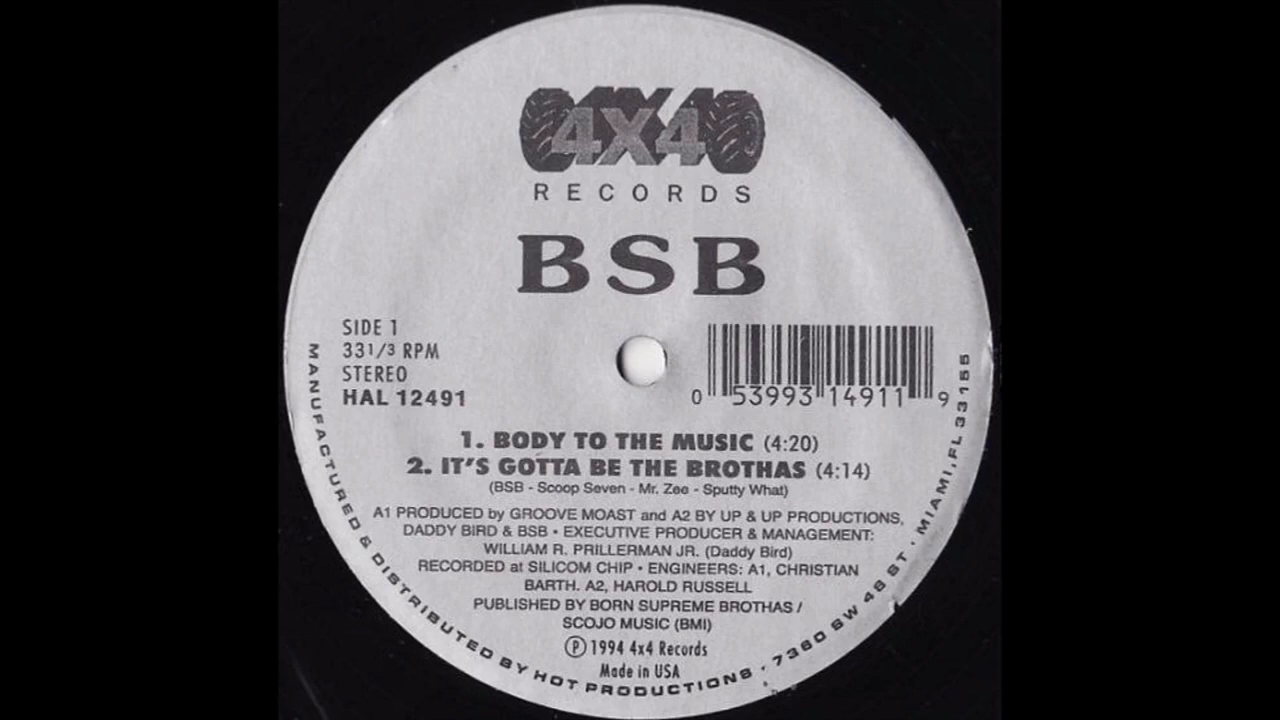 4X4
RECORDS
BSB
SIDE 1
33 1/3 RPM
STEREO
HAL 12491
0 53993 14911 9
1. BODY TO THE MUSIC (4:20)
2. IT'S GOTTA BE THE BROTHAS (4:14)
(BSB - Scoop Seven - Mr. Zee - Sputty What)
A1 PRODUCED by GROOVE MOAST and A2 BY UP & UP PRODUCTIONS,
DADDY BIRD & BSB • EXECUTIVE PRODUCER & MANAGEMENT:
WILLIAM R. PRILLERMAN JR. (Daddy Bird)
RECORDED at SILICOM CHIP • ENGINEERS: A1, CHRISTIAN
BARTH. A2, HAROLD RUSSELL
PUBLISHED BY BORN SUPREME BROTHAS /
SCOJO MUSIC (BMI)
Ⓟ 1994 4x4 Records
Made in USA
MANUFACTURED & DISTRIBUTED BY HOT PRODUCTIONS · 7360 SW 48 ST · MIAMI, FL 33155